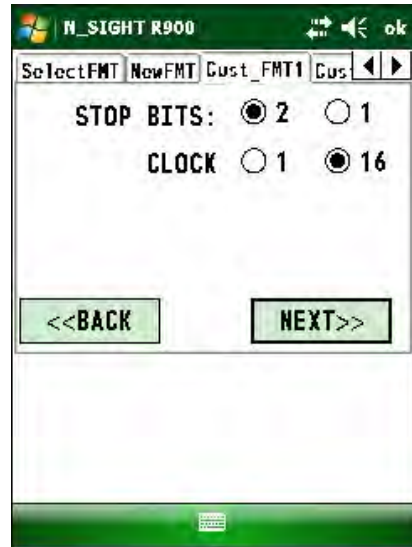 N_SIGHT R900 ok
SelectFMT NewFMT Cust_FMT1 Cus
STOP BITS: 2 1
CLOCK 1 16
<<BACK NEXT>>